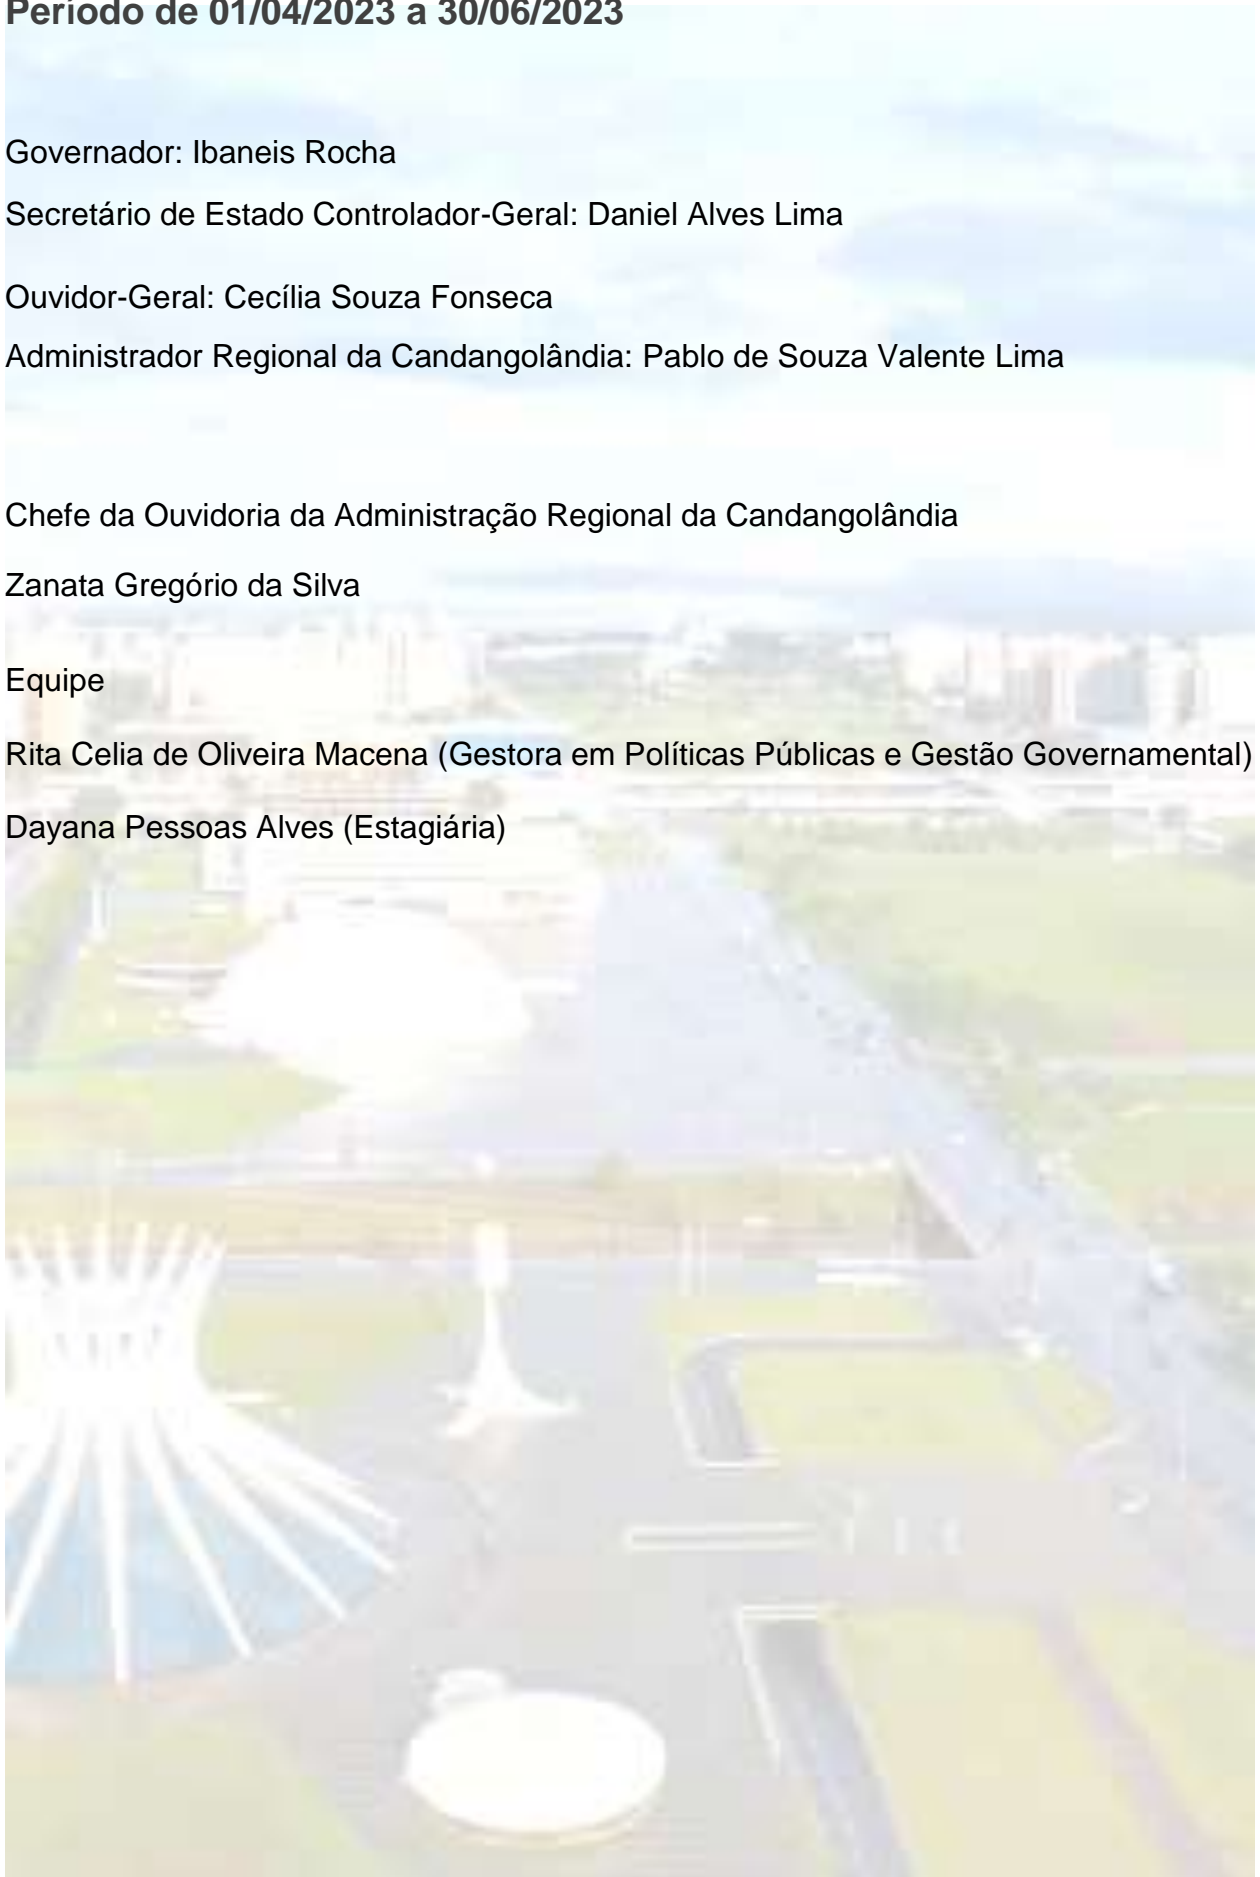 Período de 01/04/2023 a 30/06/2023
Governador: Ibaneis Rocha
Secretário de Estado Controlador-Geral: Daniel Alves Lima
Ouvidor-Geral: Cecília Souza Fonseca
Administrador Regional da Candangolândia: Pablo de Souza Valente Lima
Chefe da Ouvidoria da Administração Regional da Candangolândia
Zanata Gregório da Silva
Equipe
Rita Celia de Oliveira Macena (Gestora em Políticas Públicas e Gestão Governamental)
Dayana Pessoas Alves (Estagiária)